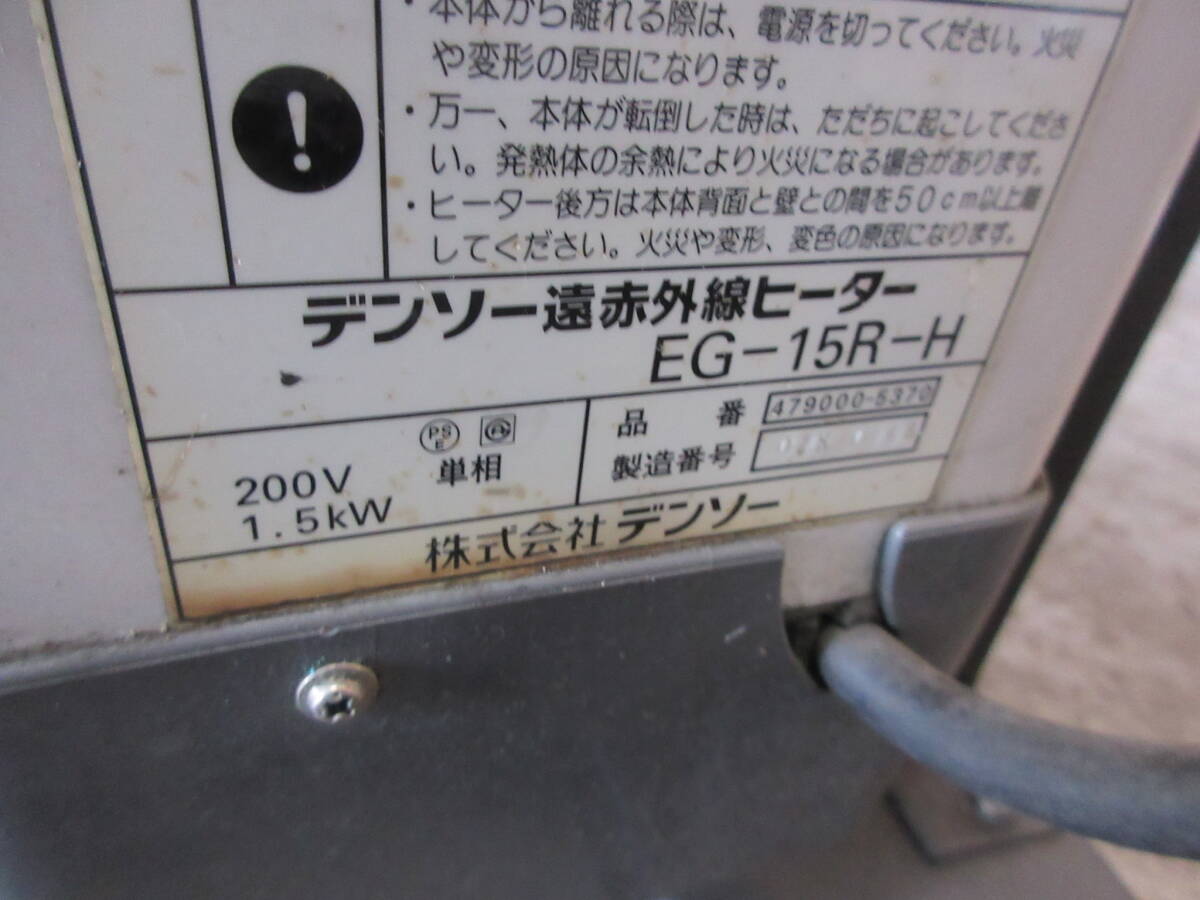 ・本体から離れる際は、電源を切ってください。火災
や変形の原因になります。
・万一、本体が転倒した時は、ただちに起こしてくださ
い。発熱体の余熱により火災になる場合があります。
・ヒーター後方は本体背面と壁との間を50cm以上離
してください。火災や変形、変色の原因になります。
デンソー遠赤外線ヒーター
EG-15R-H
200V
1.5kW
PS
E
単相
品番 479000-5370
製造番号
株式会社 デンソー